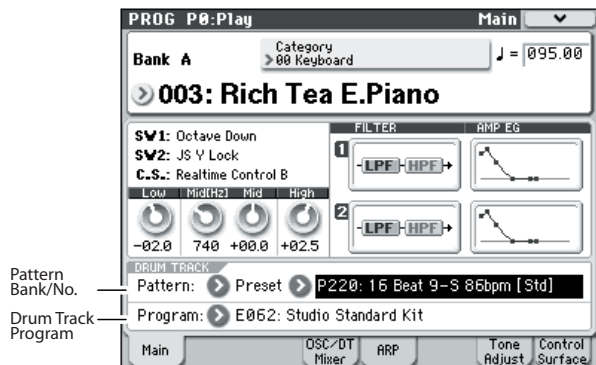 PROG P0:Play Main
Bank A
Category
00 Keyboard
♩ = 095.00
003: Rich Tea E.Piano
SW1: Octave Down
SW2: JS Y Lock
C.S.: Realtime Control B
FILTER AMP EG
Low Mid[Hz] Mid High
-02.0 740 +00.0 +02.5
1 LPF HPF
2 LPF HPF
DRUM TRACK
Pattern Bank/No.
Pattern: Preset P220: 16 Beat 9-S 86bpm [Std]
Drum Track Program
Program: E062: Studio Standard Kit
Main OSC/DT Mixer ARP Tone Adjust Control Surface